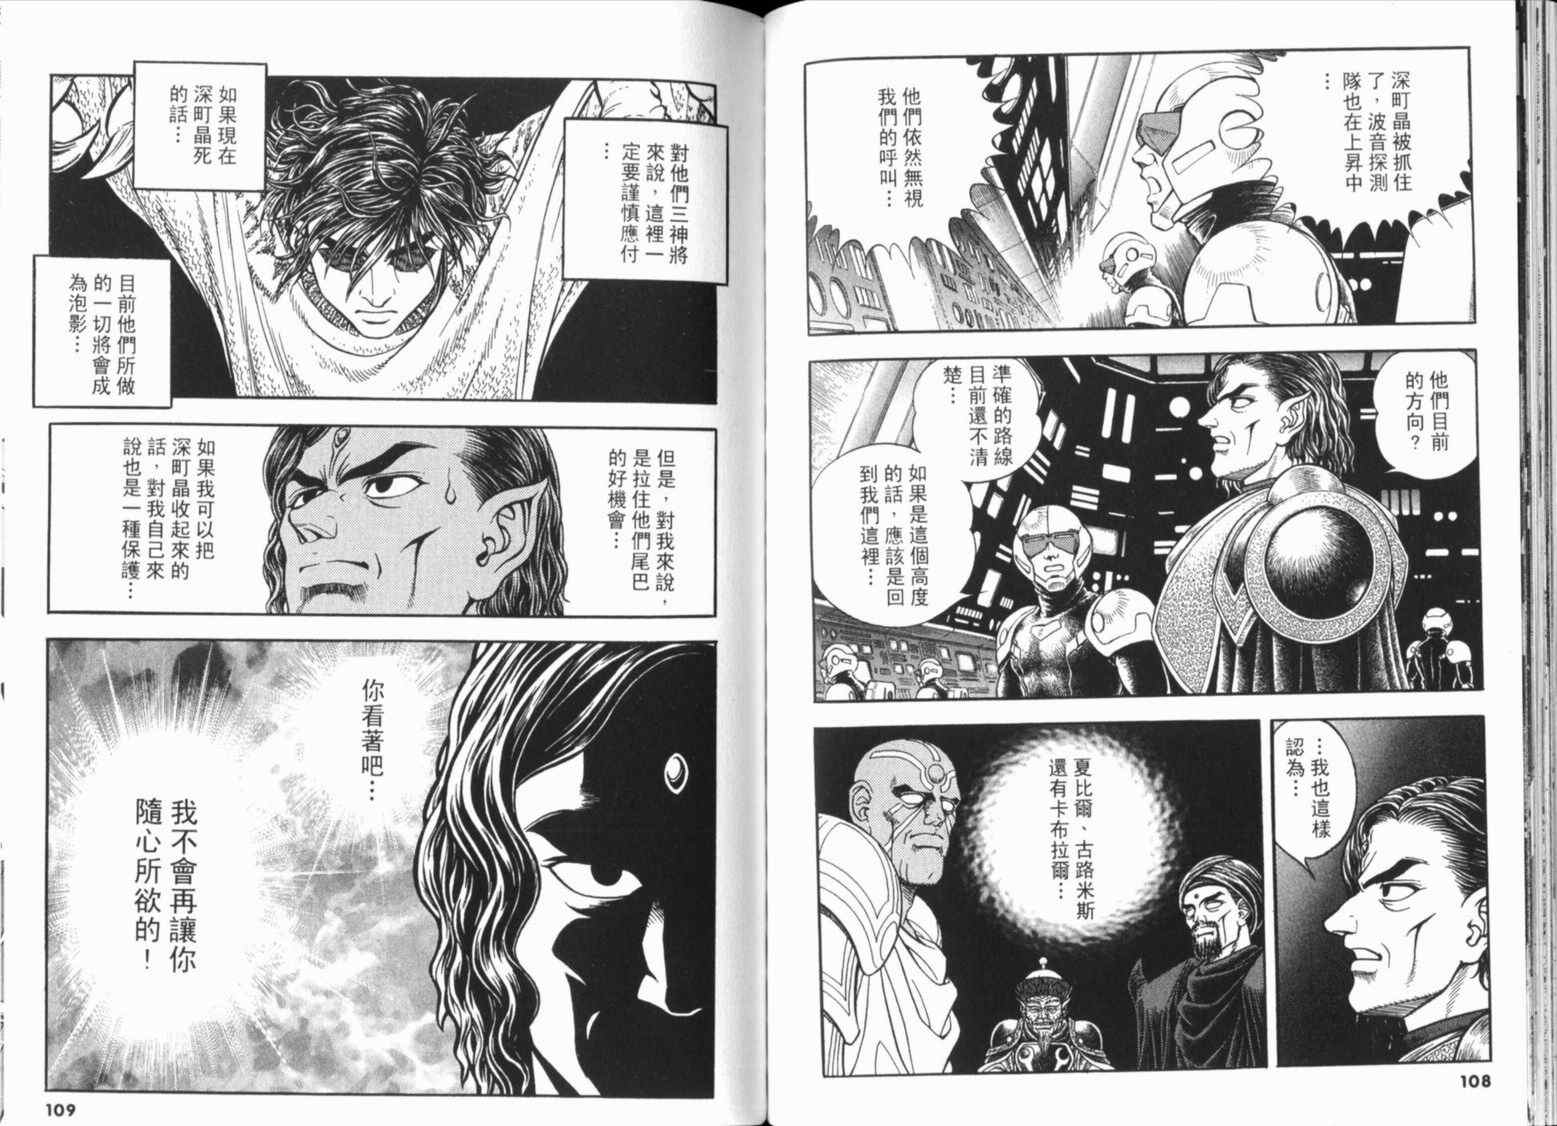 深町晶被抓住
了，波音探測
隊也在上昇中
…
他們依然無視
我們的呼叫…
他們目前
的方向？
準確的路線
目前還不清
楚…
如果是這個高度
的話，應該是回
到我們這裡…
…我也這樣
認為…
夏比爾、古路米斯
還有卡布拉爾…
108
對他們三神將
來說，這裡一
定要謹慎應付
…
如果現在
深町晶死
的話…
目前他們所做
的一切將會成
為泡影…
但是，對我來說，
是拉住他們尾巴
的好機會…
如果我可以把
深町晶收起來的
話，對我自己來
說也是一種保護…
你看著吧…
我不會再讓你
隨心所欲的！
109